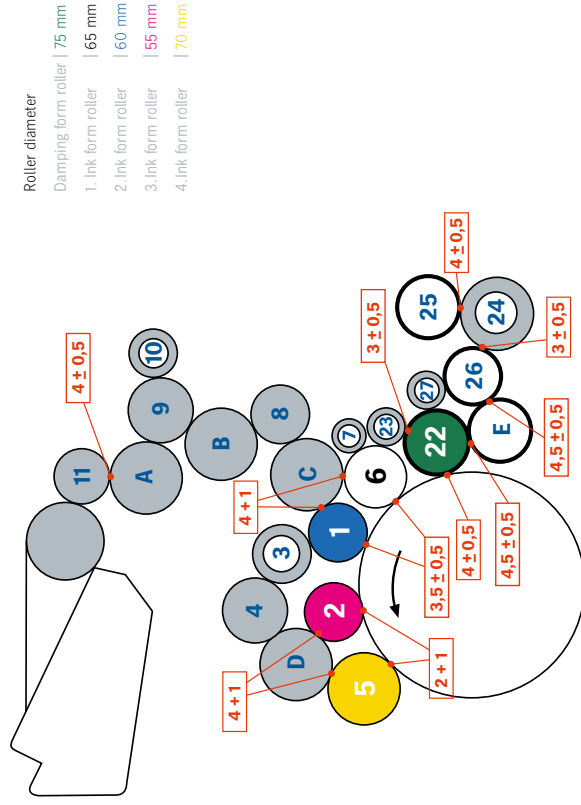 Roller diameter
Damping form roller | 75 mm
1. Ink form roller | 65 mm
2.Ink form roller | 60 mm
3.Ink form roller | 55 mm
4.Ink form roller | 70 mm
11
4 ± 0,5
10
9
A
B
8
C
4 + 1
7
23
3 ± 0,5
27
25
4 ± 0,5
24
26
3 ± 0,5
22
E
4,5 ± 0,5
6
1
3
4
D
2
4 + 1
5
2 + 1
3,5 ± 0,5
4 ± 0,5
4,5 ± 0,5